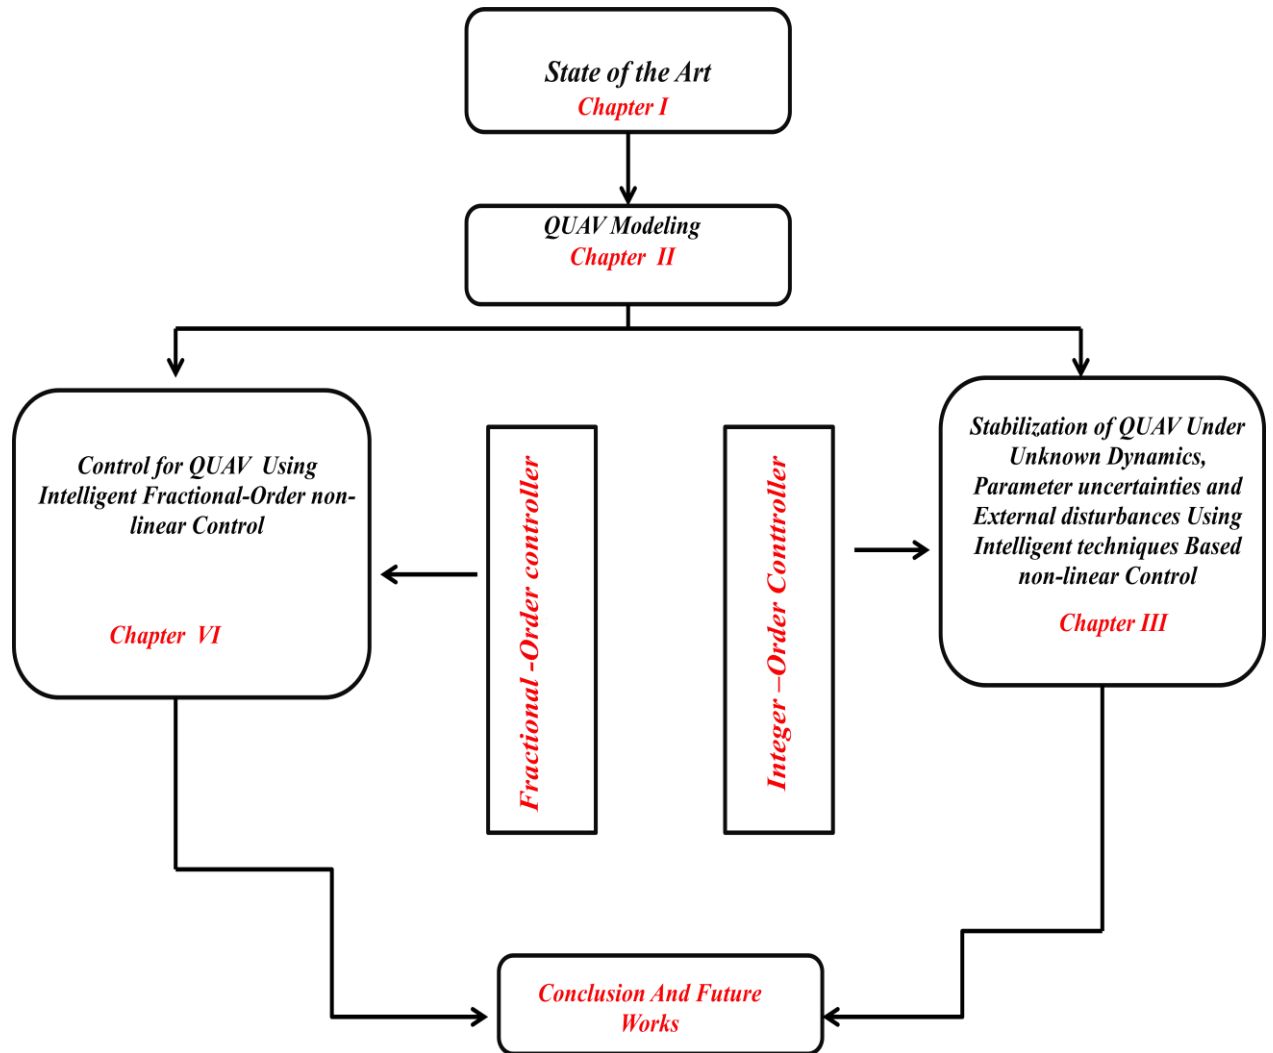 State of the Art
Chapter I
QUAV Modeling
Chapter II
Control for QUAV Using
Intelligent Fractional-Order non-
linear Control
Chapter VI
Fractional -Order controller
Integer –Order Conttroller
Stabilization of QUAV Under
Unknown Dynamics,
Parameter uncertainties and
External disturbances Using
Intelligent techniques Based
non-linear Control
Chapter III
Conclusion And Future
Works